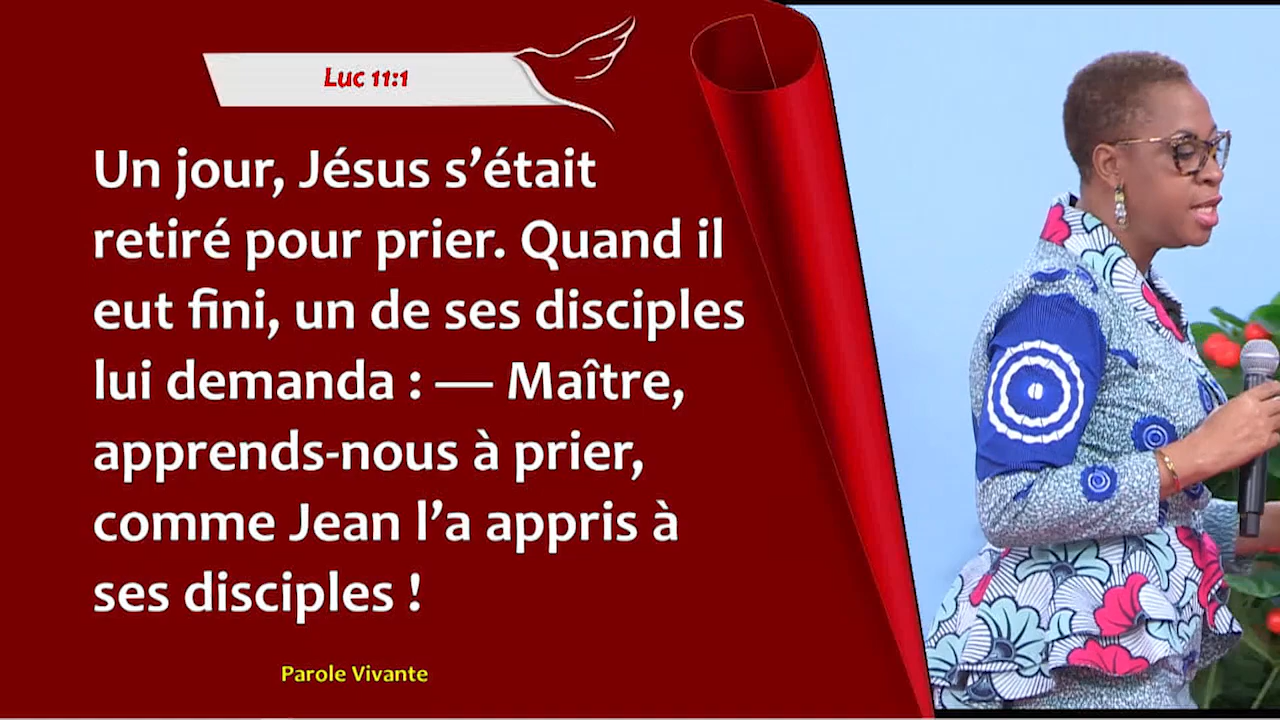 Luc 11:1
Un jour, Jésus s’était
retiré pour prier. Quand il
eut fini, un de ses disciples
lui demanda : — Maître,
apprends-nous à prier,
comme Jean l’a appris à
ses disciples !
Parole Vivante